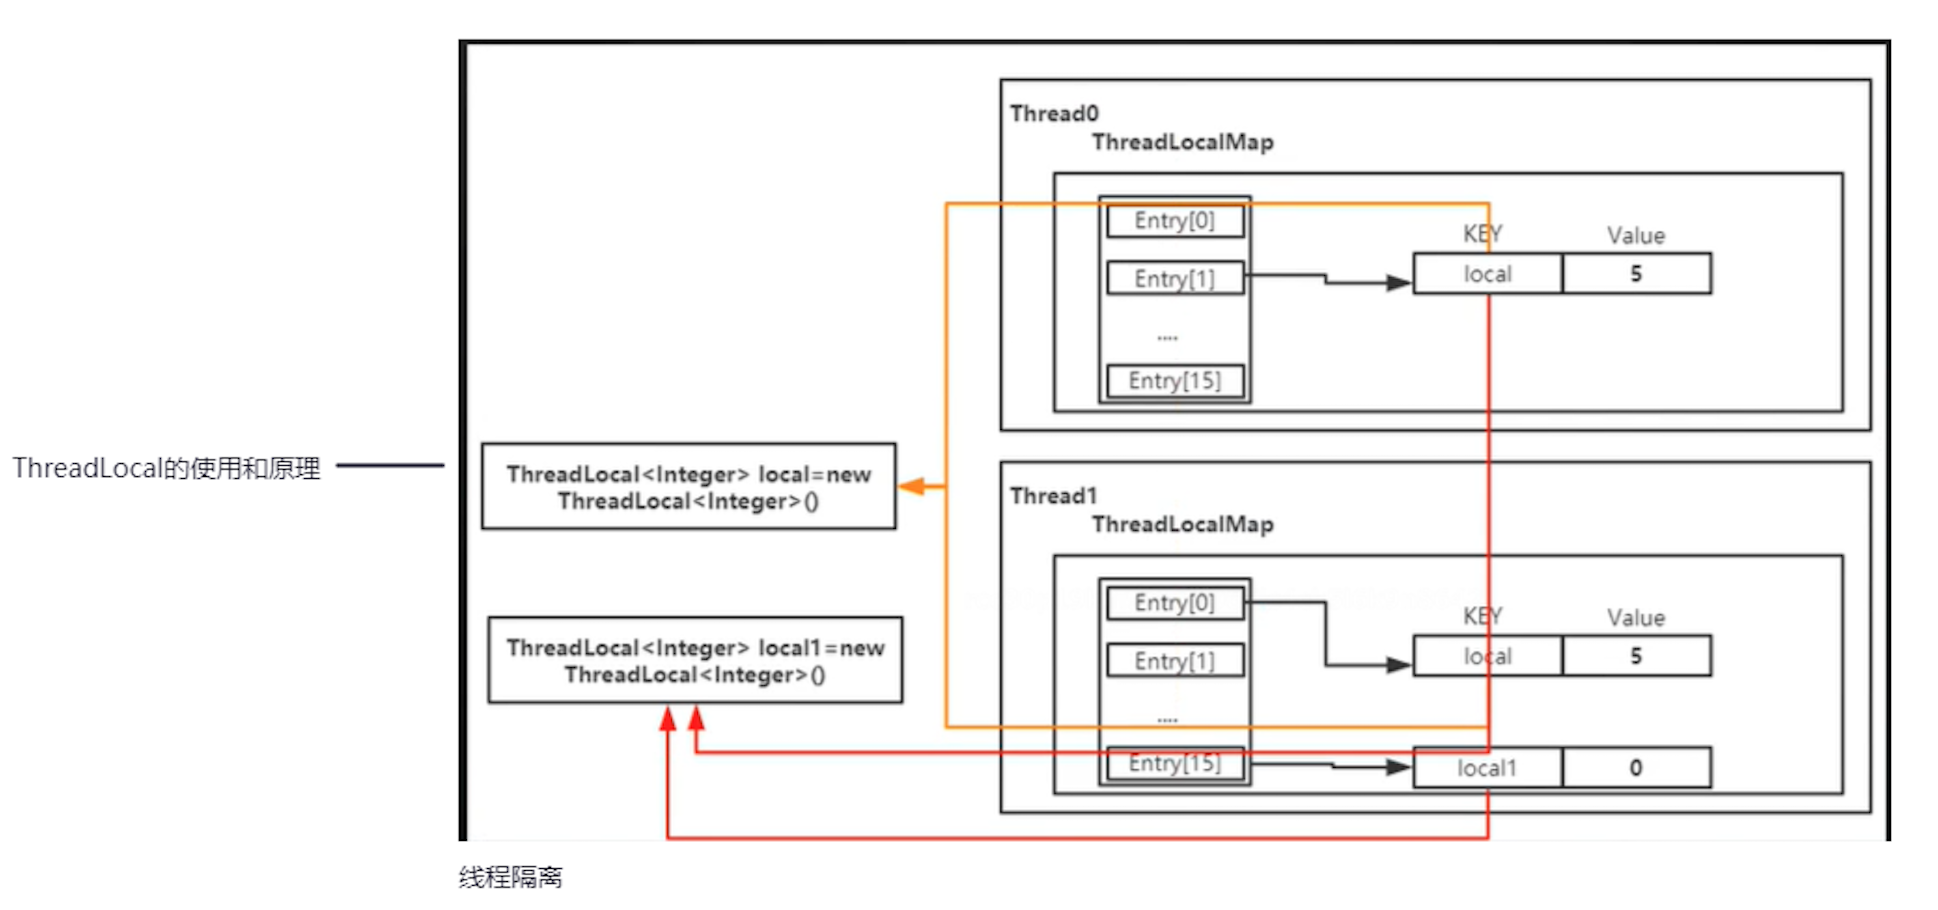 ThreadLocal的使用和原理
Thread0
ThreadLocalMap
Entry[0]
Entry[1]
....
Entry[15]
KEY Value
local 5
ThreadLocal<Integer> local=new
ThreadLocal<Integer>()
ThreadLocal<Integer> local1=new
ThreadLocal<Integer>()
Thread1
ThreadLocalMap
Entry[0]
Entry[1]
....
Entry[15]
KEY Value
local 5
local1 0
线程隔离